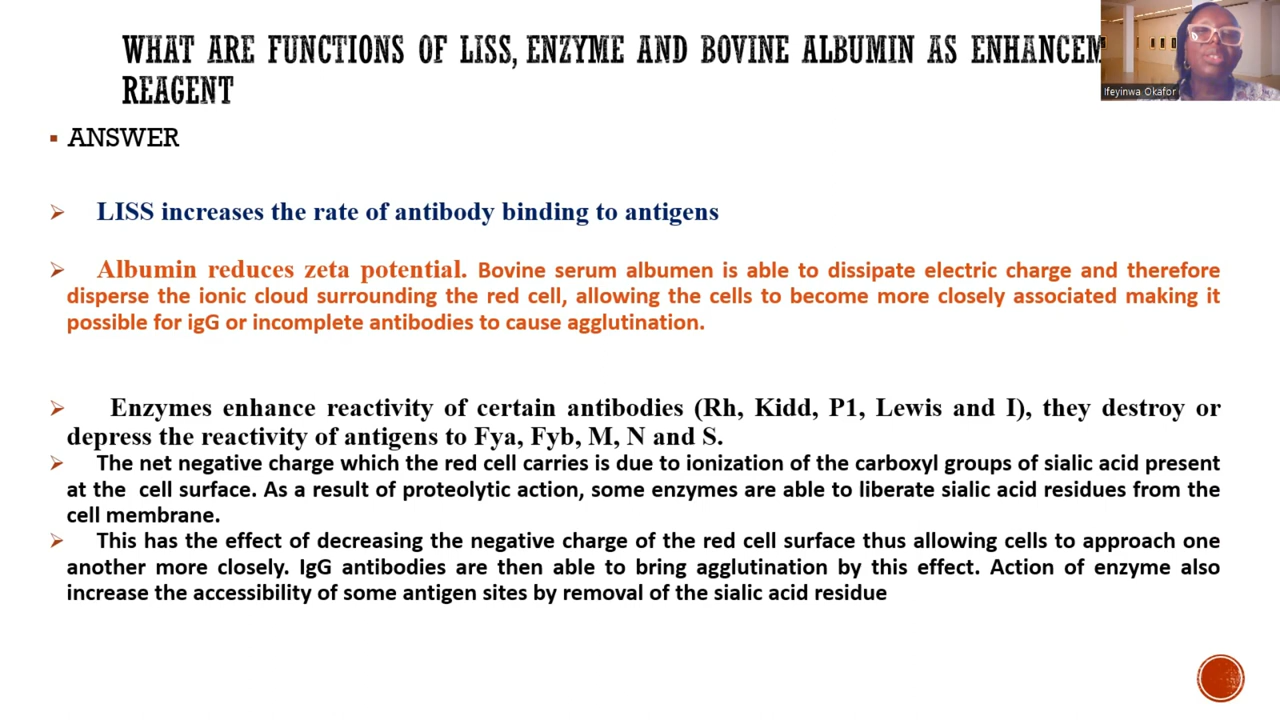 WHAT ARE FUNCTIONS OF LISS, ENZYME AND BOVINE ALBUMIN AS ENHANCEM
REAGENT
Ifeyinwa Okafor
▪ ANSWER
➢ LISS increases the rate of antibody binding to antigens
➢ Albumin reduces zeta potential. Bovine serum albumen is able to dissipate electric charge and therefore
disperse the ionic cloud surrounding the red cell, allowing the cells to become more closely associated making it
possible for igG or incomplete antibodies to cause agglutination.
➢ Enzymes enhance reactivity of certain antibodies (Rh, Kidd, P1, Lewis and I), they destroy or
depress the reactivity of antigens to Fya, Fyb, M, N and S.
➢ The net negative charge which the red cell carries is due to ionization of the carboxyl groups of sialic acid present
at the cell surface. As a result of proteolytic action, some enzymes are able to liberate sialic acid residues from the
cell membrane.
➢ This has the effect of decreasing the negative charge of the red cell surface thus allowing cells to approach one
another more closely. IgG antibodies are then able to bring agglutination by this effect. Action of enzyme also
increase the accessibility of some antigen sites by removal of the sialic acid residue